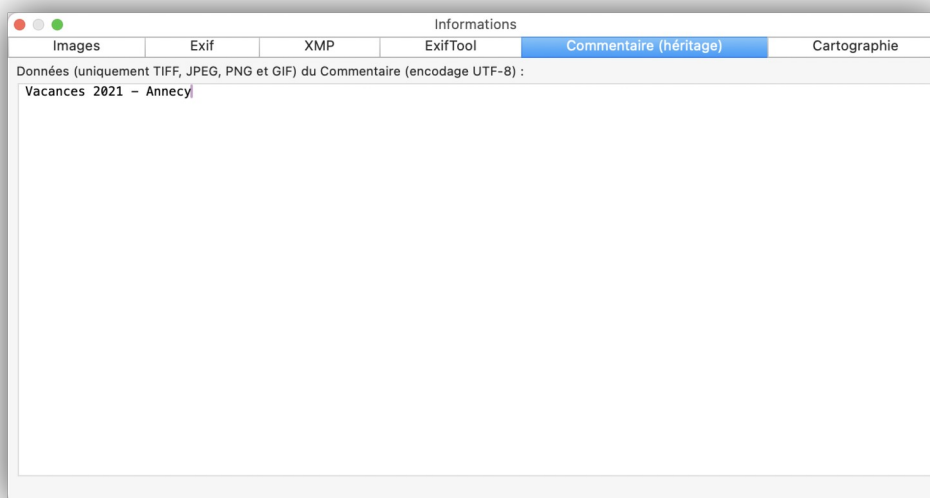 Informations
Images
Exif
XMP
ExifTool
Commentaire (héritage)
Cartographie
Données (uniquement TIFF, JPEG, PNG et GIF) du Commentaire (encodage UTF-8) :
Vacances 2021 – Annecy